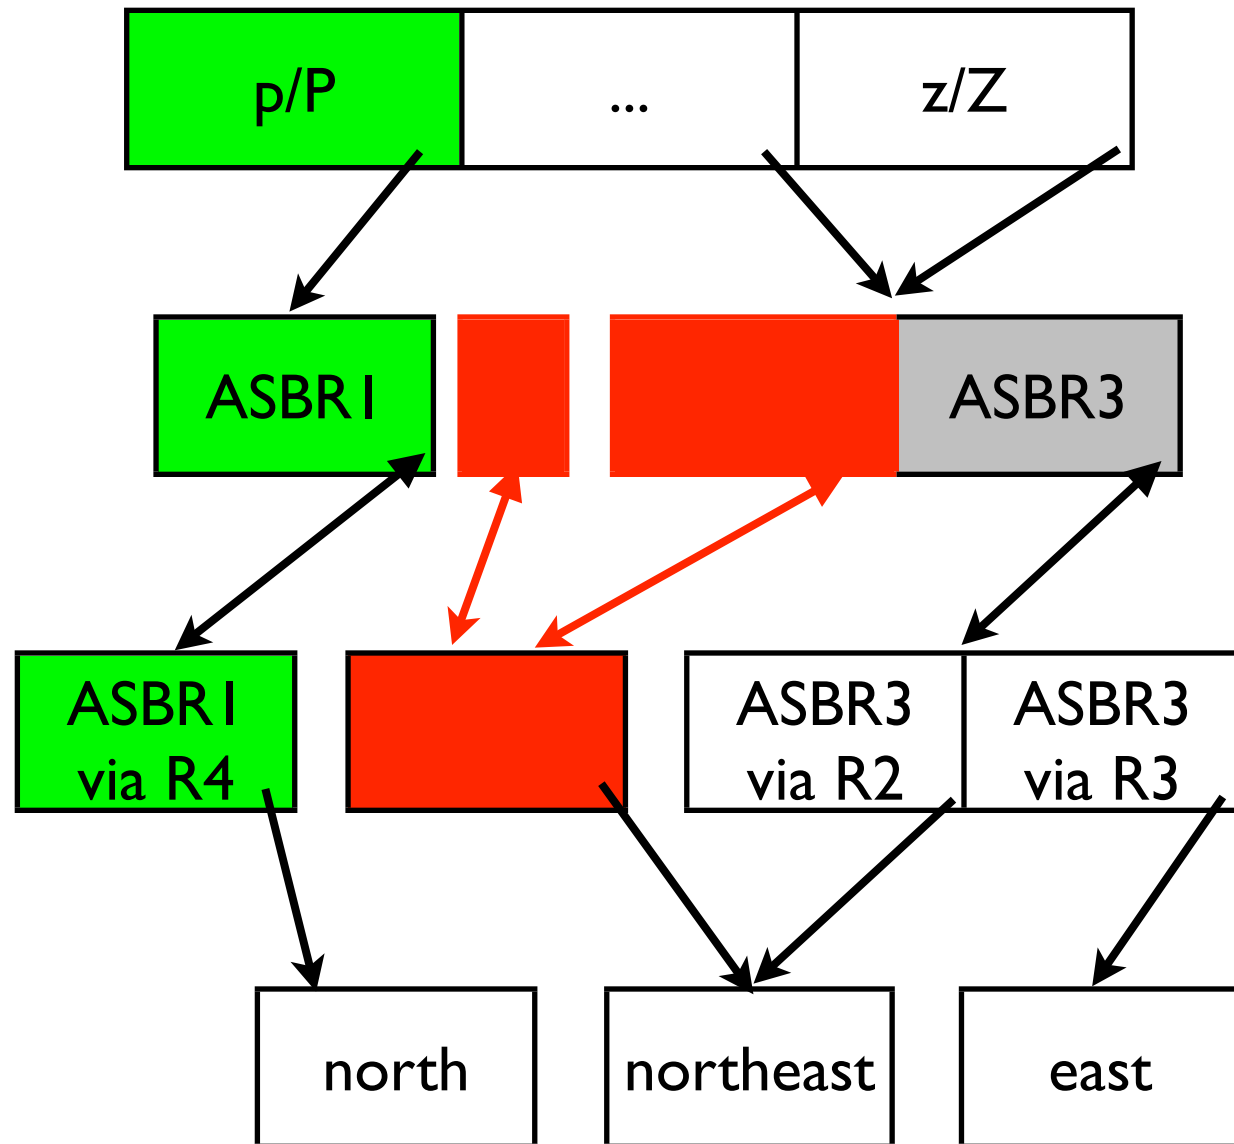 p/P
...
z/Z
ASBR1
ASBR3
ASBR1
via R4
ASBR3
via R2
ASBR3
via R3
north
northeast
east